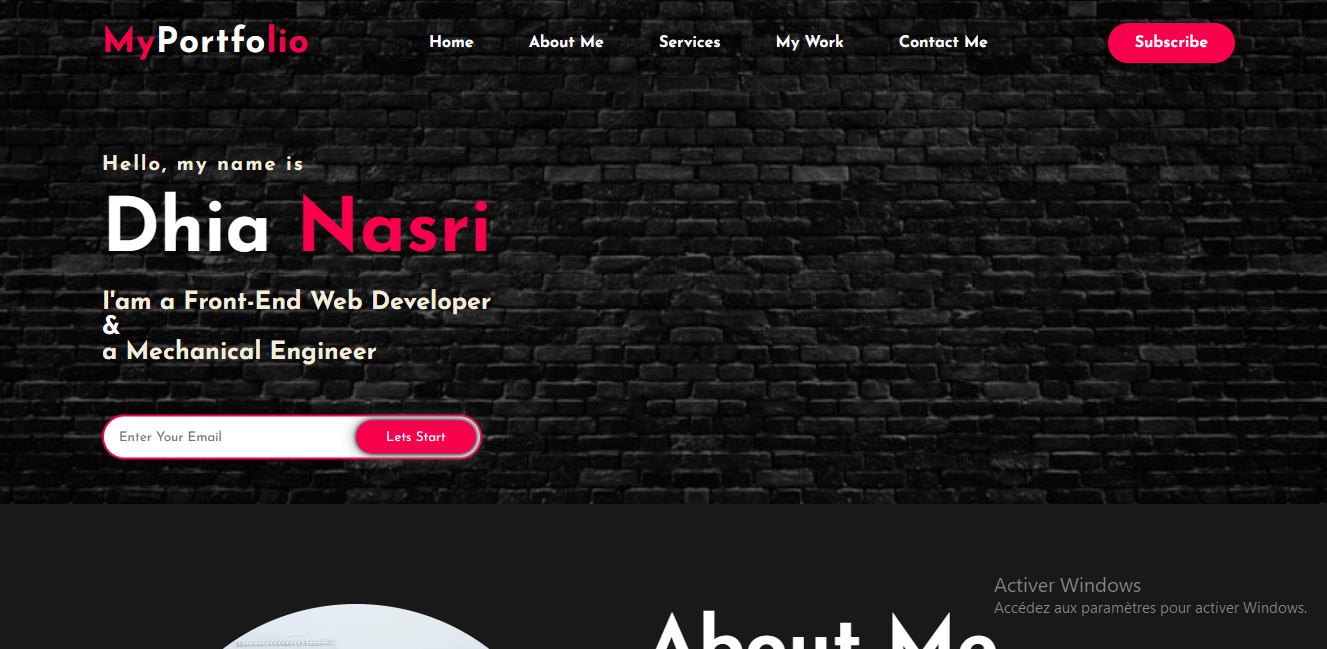 MyPortfolio
Home
About Me
Services
My Work
Contact Me
Subscribe
Hello, my name is
Dhia Nasri
I'am a Front-End Web Developer
&
a Mechanical Engineer
Enter Your Email
Lets Start
Activer Windows
Accédez aux paramètres pour activer Windows.
About Me